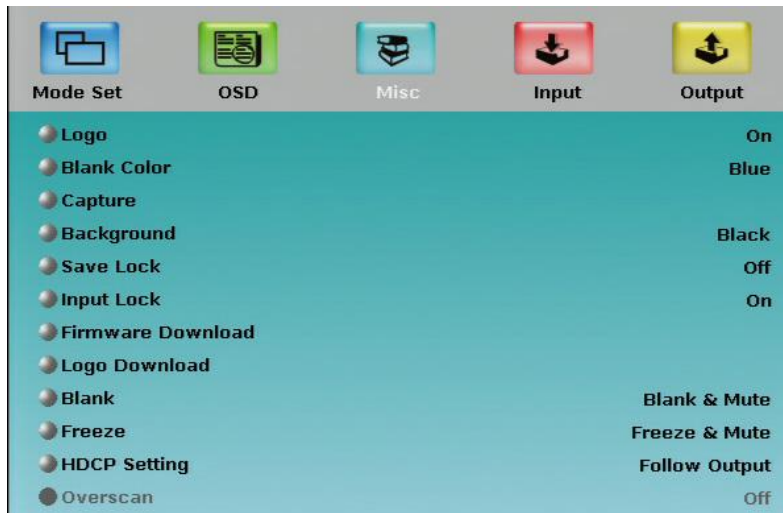 Mode Set OSD Misc Input Output
Logo On
Blank Color Blue
Capture
Background Black
Save Lock Off
Input Lock On
Firmware Download
Logo Download
Blank Blank & Mute
Freeze Freeze & Mute
HDCP Setting Follow Output
Overscan Off